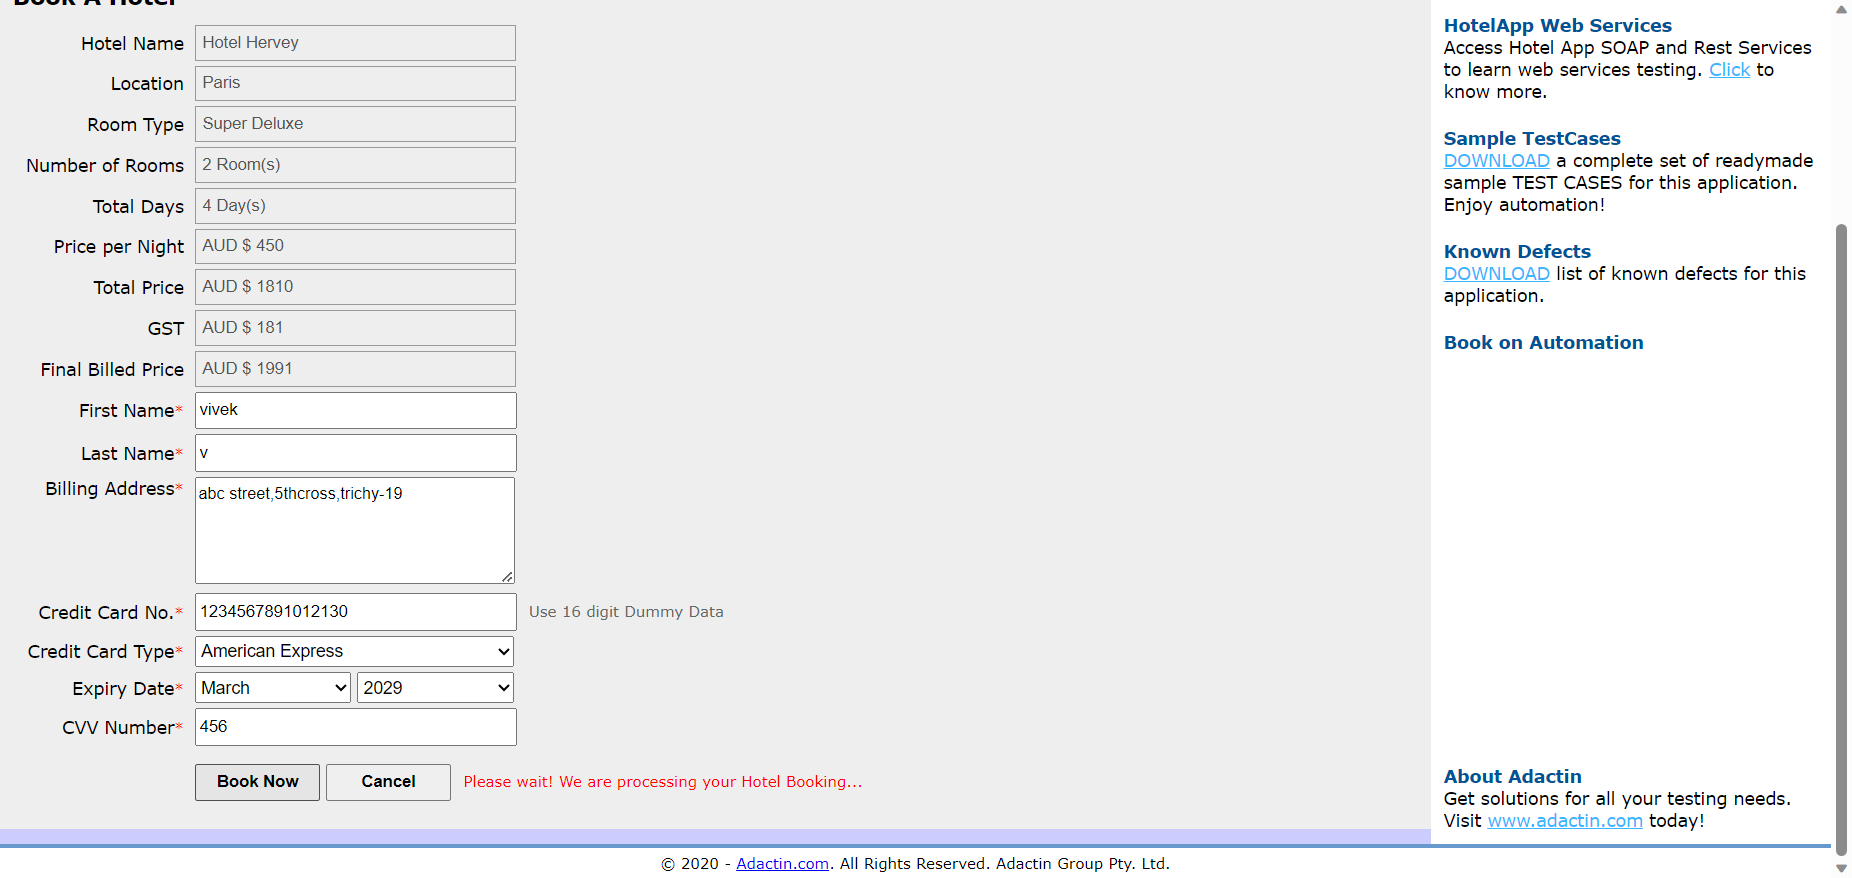 Book A Hotel
Hotel Name Hotel Hervey
Location Paris
Room Type Super Deluxe
Number of Rooms 2 Room(s)
Total Days 4 Day(s)
Price per Night AUD $ 450
Total Price AUD $ 1810
GST AUD $ 181
Final Billed Price AUD $ 1991
First Name* vivek
Last Name* v
Billing Address* abc street,5thcross,trichy-19
Credit Card No.* 1234567891012130 Use 16 digit Dummy Data
Credit Card Type* American Express
Expiry Date* March 2029
CVV Number* 456
Book Now Cancel Please wait! We are processing your Hotel Booking...
HotelApp Web Services
Access Hotel App SOAP and Rest Services
to learn web services testing. Click to
know more.
Sample TestCases
DOWNLOAD a complete set of readymade
sample TEST CASES for this application.
Enjoy automation!
Known Defects
DOWNLOAD list of known defects for this
application.
Book on Automation
About Adactin
Get solutions for all your testing needs.
Visit www.adactin.com today!
© 2020 - Adactin.com. All Rights Reserved. Adactin Group Pty. Ltd.